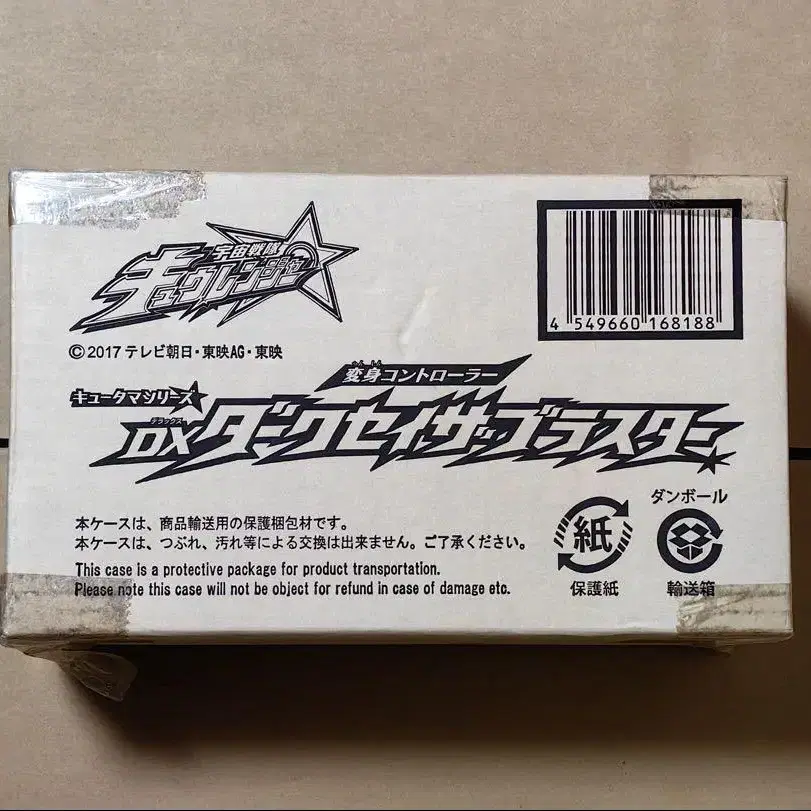 宇宙戦隊
キュウレンジャー
4 549660 168188
©2017 テレビ朝日・東映AG・東映
変身コントローラー
キュータマシリーズ
デラックス
DXダークセイザブラスター
ダンボール
紙
本ケースは、商品輸送用の保護梱包材です。
本ケースは、つぶれ、汚れ等による交換は出来ません。ご了承ください。
This case is a protective package for product transportation.
Please note this case will not be object for refund in case of damage etc.
保護紙
輸送箱